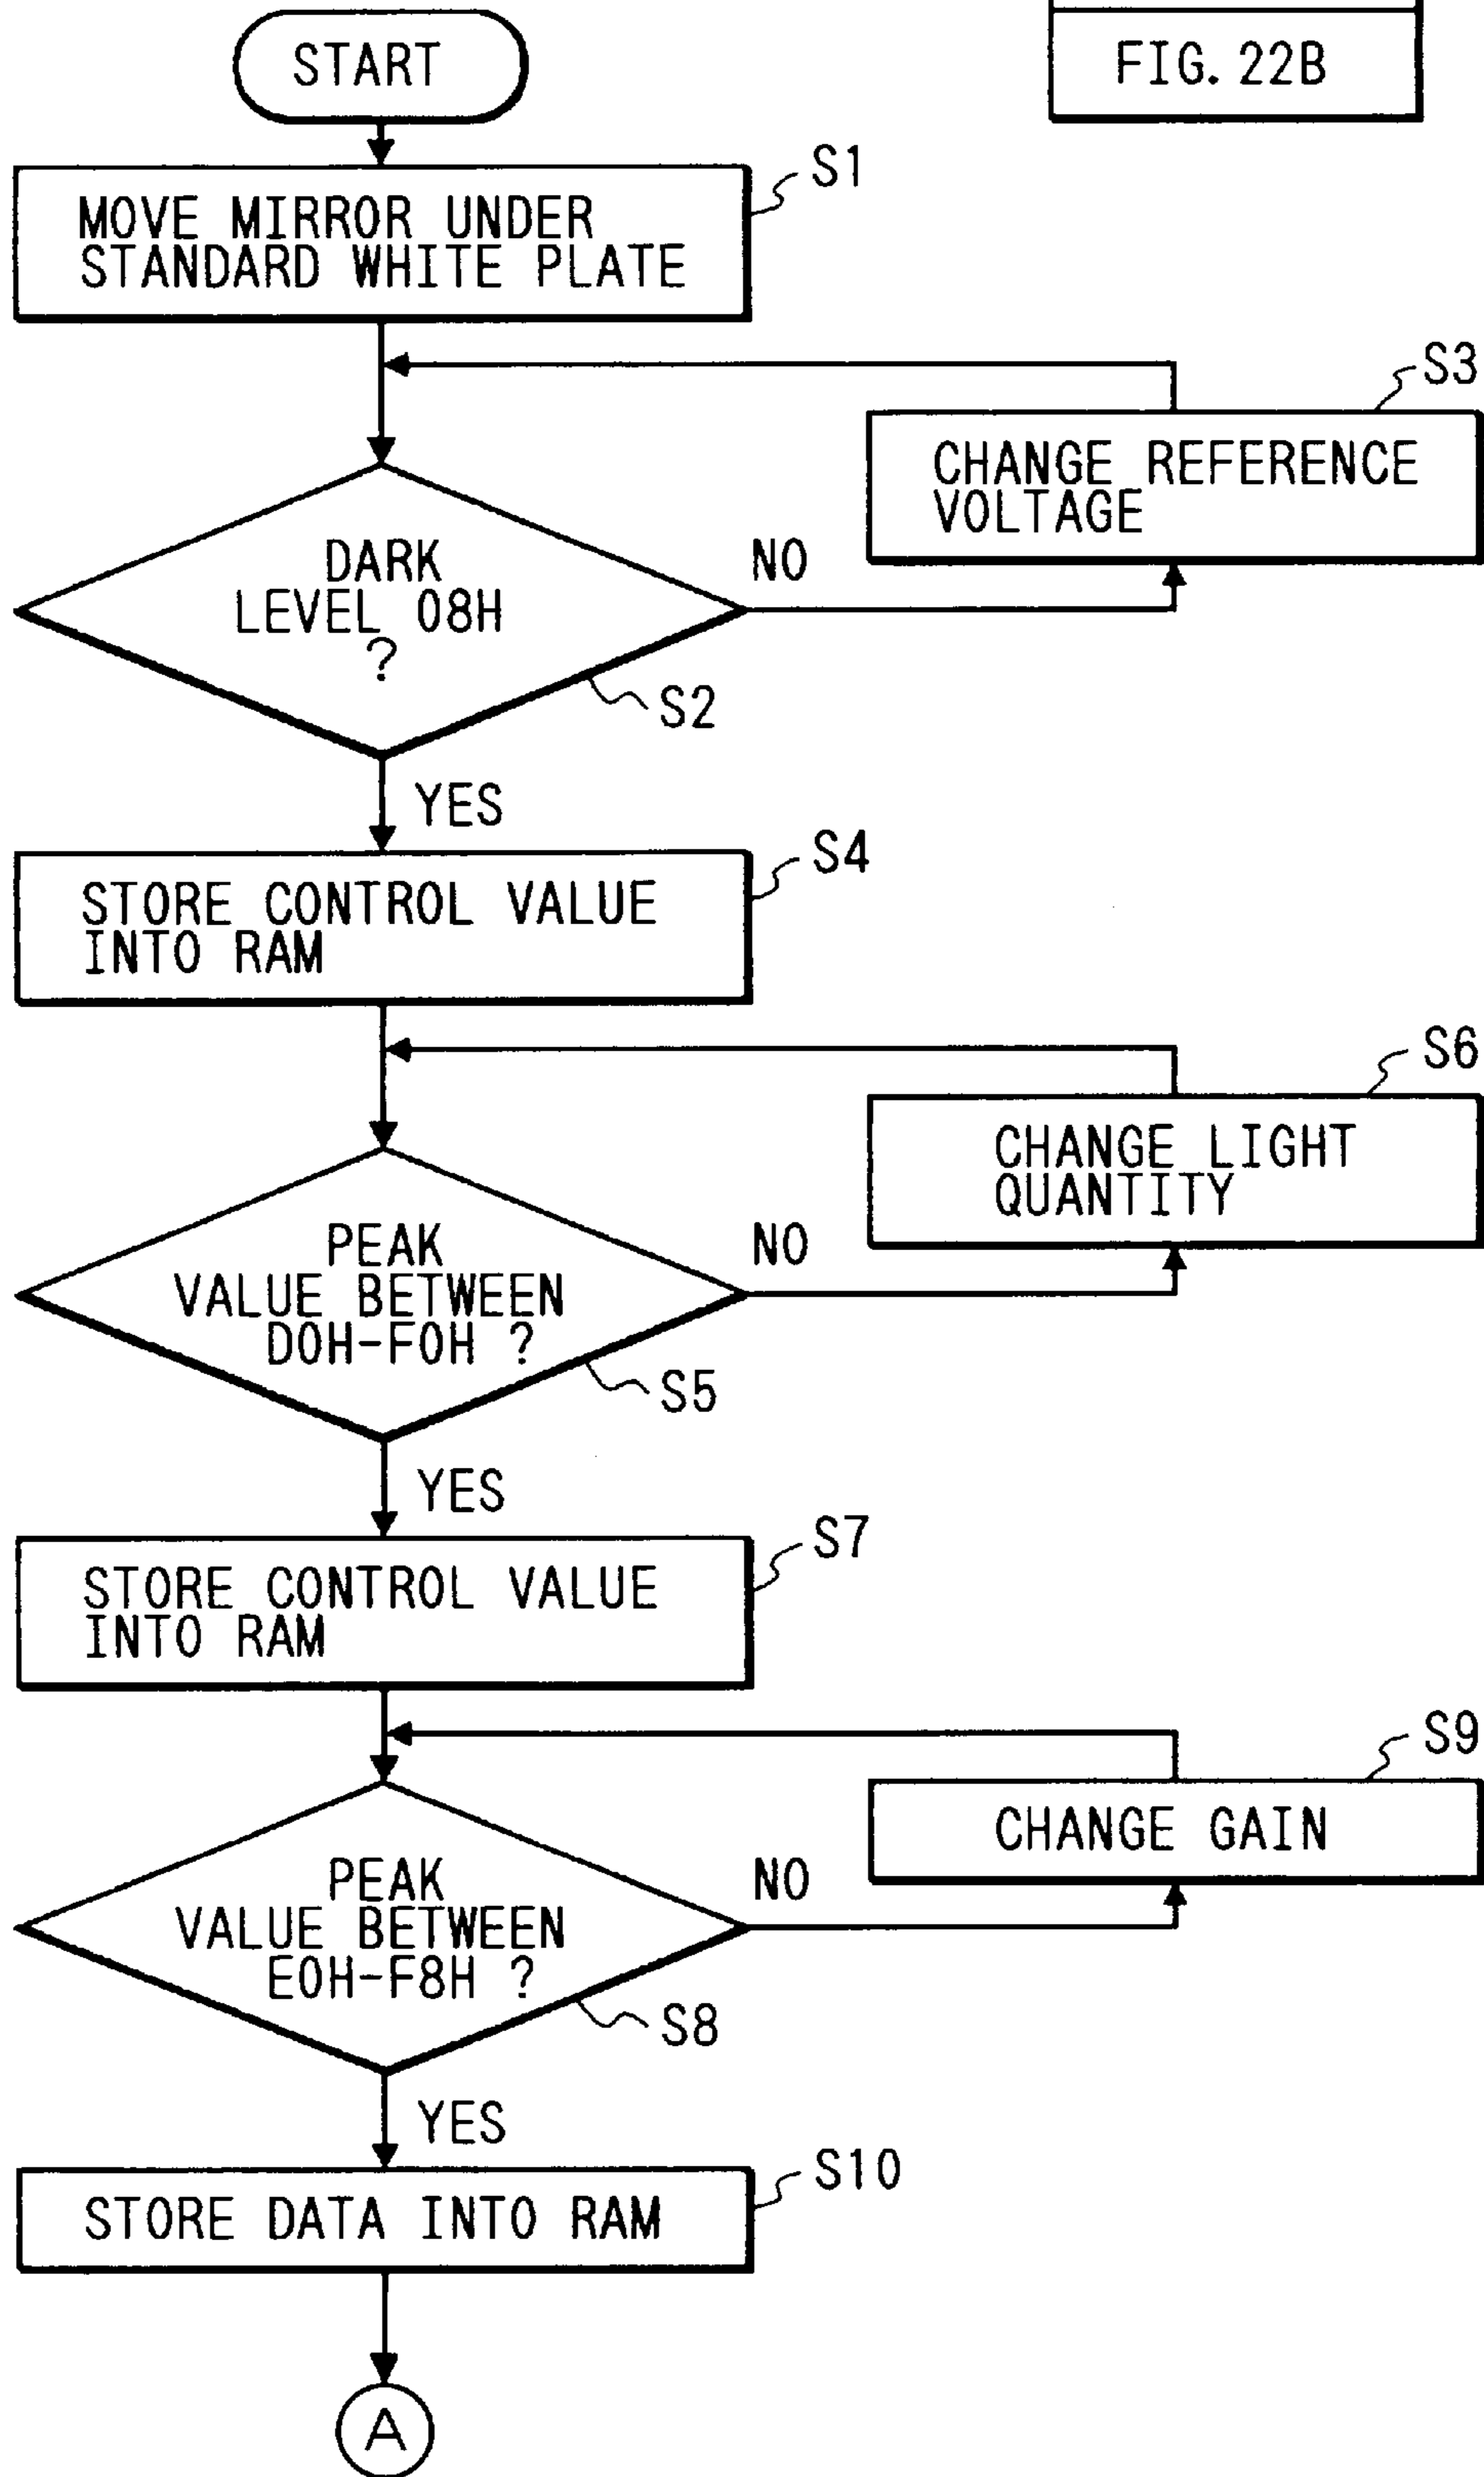 START
FIG. 22B
S1
MOVE MIRROR UNDER
STANDARD WHITE PLATE
S3
CHANGE REFERENCE
VOLTAGE
DARK
LEVEL 08H
?
NO
S2
YES
S4
STORE CONTROL VALUE
INTO RAM
S6
CHANGE LIGHT
QUANTITY
PEAK
VALUE BETWEEN
D0H-F0H ?
NO
S5
YES
S7
STORE CONTROL VALUE
INTO RAM
S9
CHANGE GAIN
PEAK
VALUE BETWEEN
E0H-F8H ?
NO
S8
YES
S10
STORE DATA INTO RAM
A